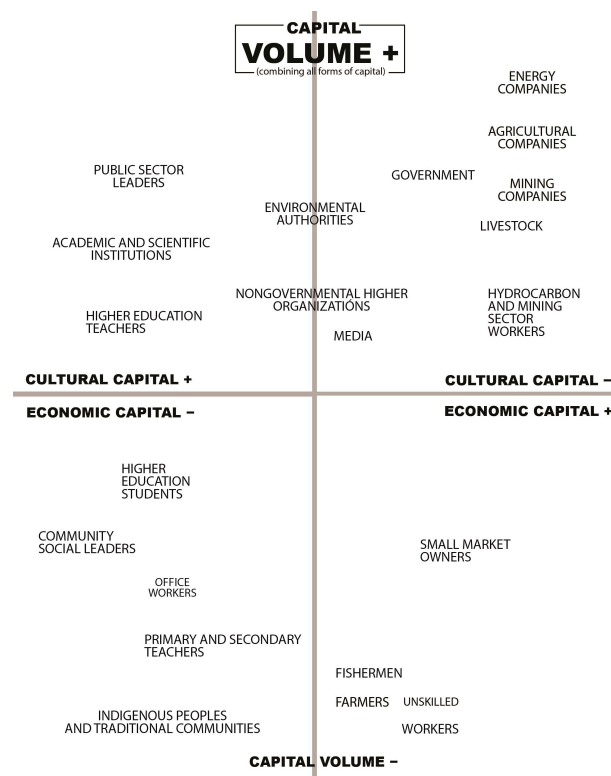 CAPITAL
VOLUME +
(combining all forms of capital)
ENERGY
COMPANIES
AGRICULTURAL
COMPANIES
PUBLIC SECTOR
LEADERS
GOVERNMENT
MINING
COMPANIES
ENVIRONMENTAL
AUTHORITIES
LIVESTOCK
ACADEMIC AND SCIENTIFIC
INSTITUTIONS
NONGOVERNMENTAL HIGHER
ORGANIZATIONS
HYDROCARBON
AND MINING
SECTOR
WORKERS
HIGHER EDUCATION
TEACHERS
MEDIA
CULTURAL CAPITAL +
CULTURAL CAPITAL −
ECONOMIC CAPITAL −
ECONOMIC CAPITAL +
HIGHER
EDUCATION
STUDENTS
COMMUNITY
SOCIAL LEADERS
SMALL MARKET
OWNERS
OFFICE
WORKERS
PRIMARY AND SECONDARY
TEACHERS
FISHERMEN
FARMERS
UNSKILLED
WORKERS
INDIGENOUS PEOPLES
AND TRADITIONAL COMMUNITIES
CAPITAL VOLUME −